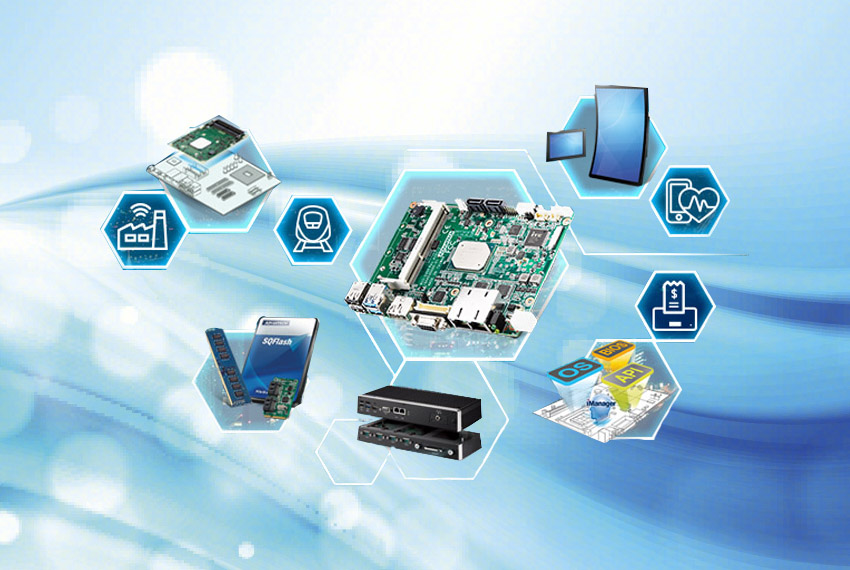 SQFlash
OS
BIOS
API
iManager
$